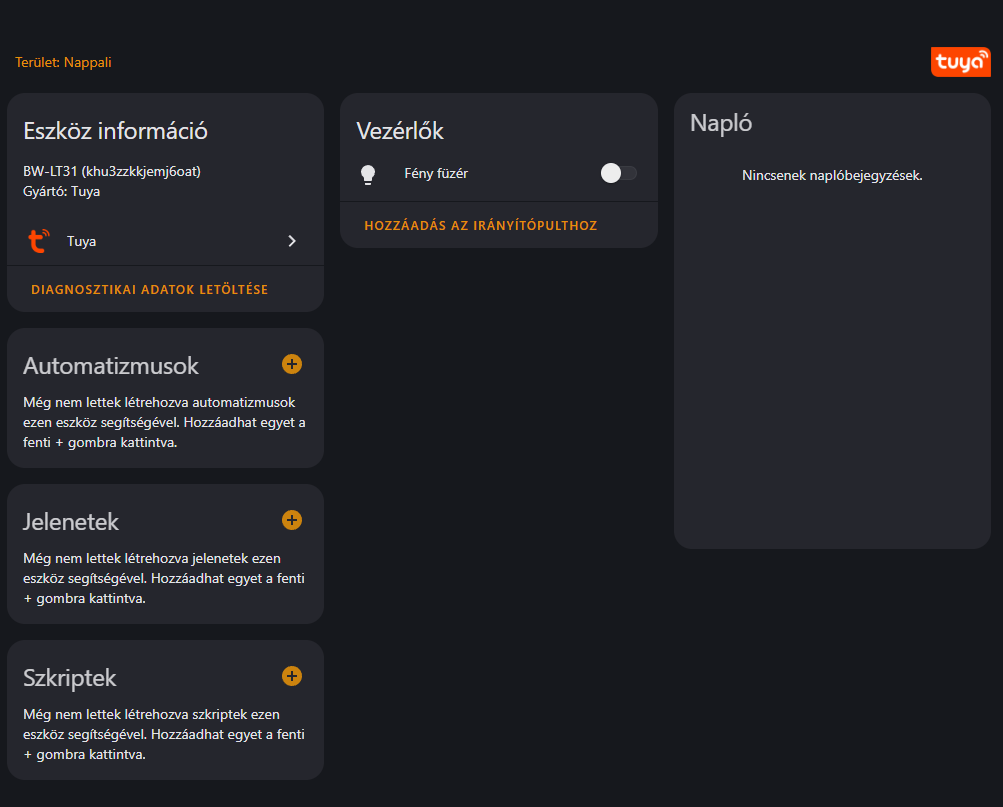 Terület: Nappali
tuya
Eszköz információ
BW-LT31 (khu3zzkkjemj6oat)
Gyártó: Tuya
Tuya
DIAGNOSZTIKAI ADATOK LETÖLTÉSE
Automatizmusok
Még nem lettek létrehozva automatizmusok
ezen eszköz segítségével. Hozzáadhat egyet a
fenti + gombra kattintva.
Jelenetek
Még nem lettek létrehozva jelenetek ezen
eszköz segítségével. Hozzáadhat egyet a fenti
+ gombra kattintva.
Szkriptek
Még nem lettek létrehozva szkriptek ezen
eszköz segítségével. Hozzáadhat egyet a fenti
+ gombra kattintva.
Vezérlők
Fény füzér
HOZZÁADÁS AZ IRÁNYÍTÓPULTHOZ
Napló
Nincsenek naplóbejegyzések.